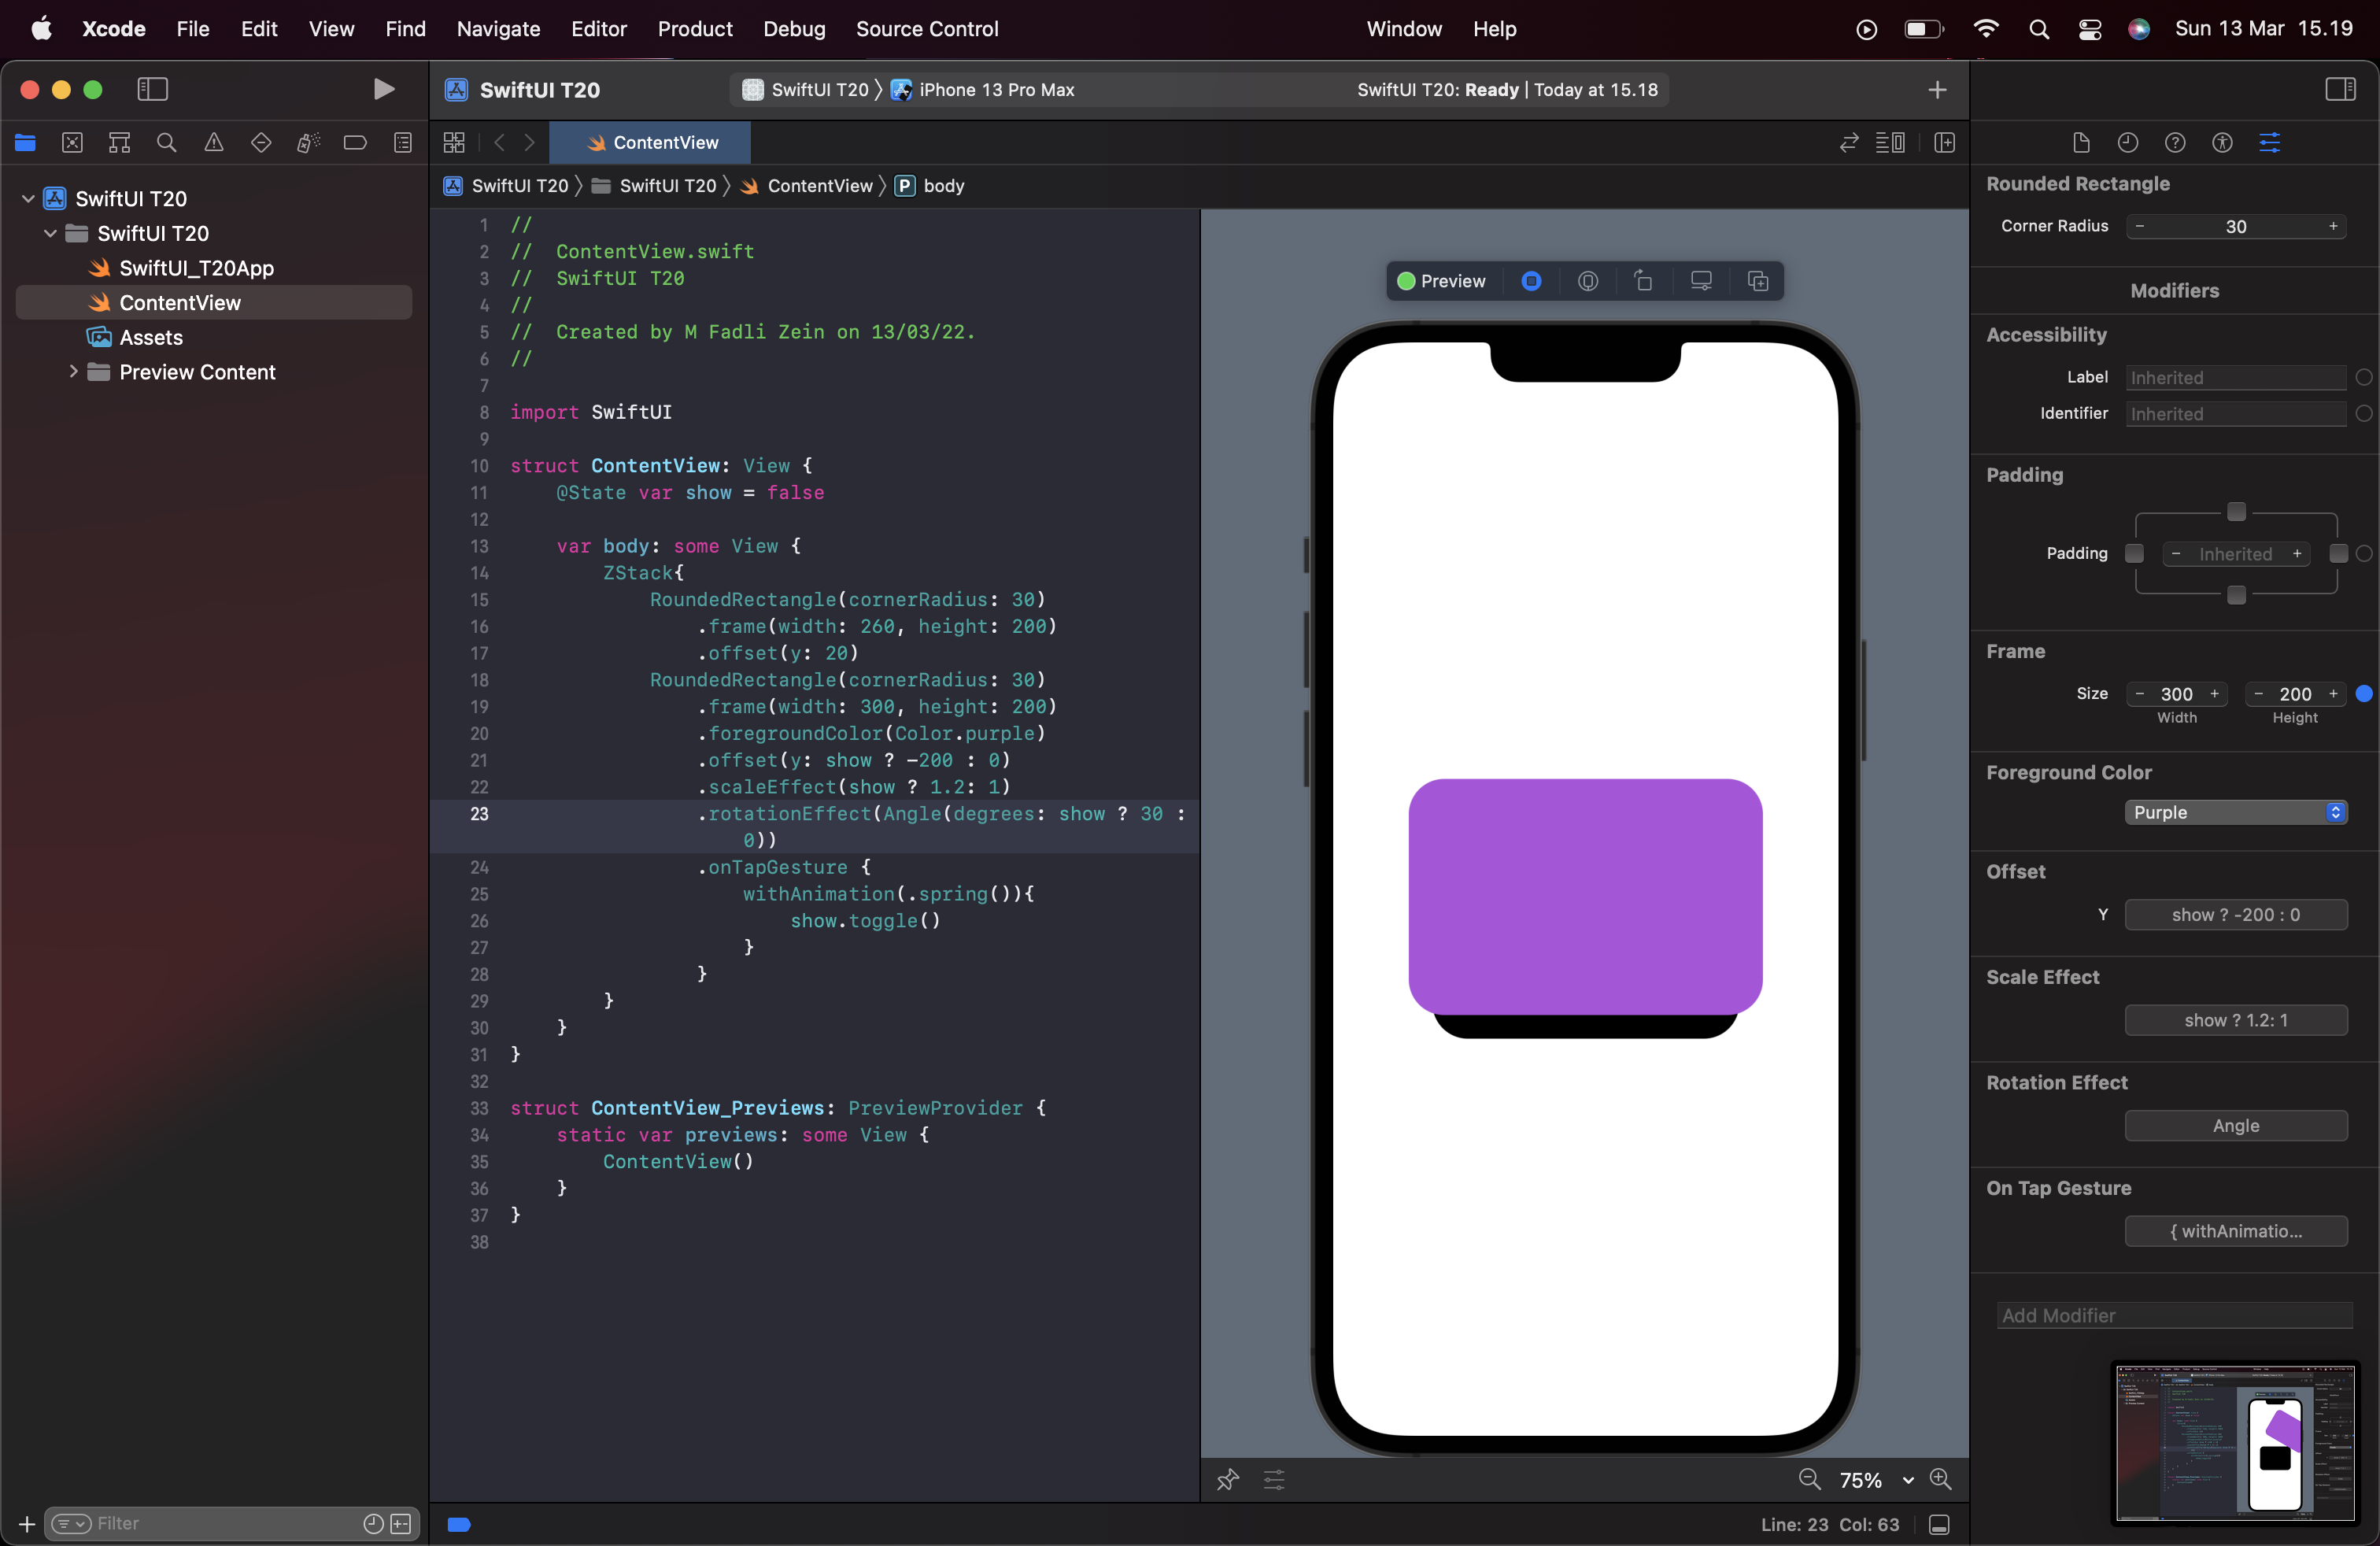 Xcode File Edit View Find Navigate Editor Product Debug Source Control Window Help Sun 13 Mar 15.19
SwiftUI T20 SwiftUI T20 iPhone 13 Pro Max SwiftUI T20: Ready | Today at 15.18
ContentView
SwiftUI T20 SwiftUI T20 ContentView P body
SwiftUI T20
SwiftUI T20
SwiftUI_T20App
ContentView
Assets
Preview Content
Filter
1 //
2 //  ContentView.swift
3 //  SwiftUI T20
4 //
5 //  Created by M Fadli Zein on 13/03/22.
6 //
7
8 import SwiftUI
9
10 struct ContentView: View {
11     @State var show = false
12
13     var body: some View {
14         ZStack{
15             RoundedRectangle(cornerRadius: 30)
16                 .frame(width: 260, height: 200)
17                 .offset(y: 20)
18             RoundedRectangle(cornerRadius: 30)
19                 .frame(width: 300, height: 200)
20                 .foregroundColor(Color.purple)
21                 .offset(y: show ? -200 : 0)
22                 .scaleEffect(show ? 1.2: 1)
23                 .rotationEffect(Angle(degrees: show ? 30 :
                    0))
24                 .onTapGesture {
25                     withAnimation(.spring()){
26                         show.toggle()
27                     }
28                 }
29         }
30     }
31 }
32
33 struct ContentView_Previews: PreviewProvider {
34     static var previews: some View {
35         ContentView()
36     }
37 }
38
Preview
75%
Line: 23 Col: 63
Rounded Rectangle
Corner Radius - 30 +
Modifiers
Accessibility
Label Inherited
Identifier Inherited
Padding
Padding - Inherited +
Frame
Size - 300 + - 200 +
Width Height
Foreground Color
Purple
Offset
Y show ? -200 : 0
Scale Effect
show ? 1.2: 1
Rotation Effect
Angle
On Tap Gesture
{ withAnimatio...
Add Modifier